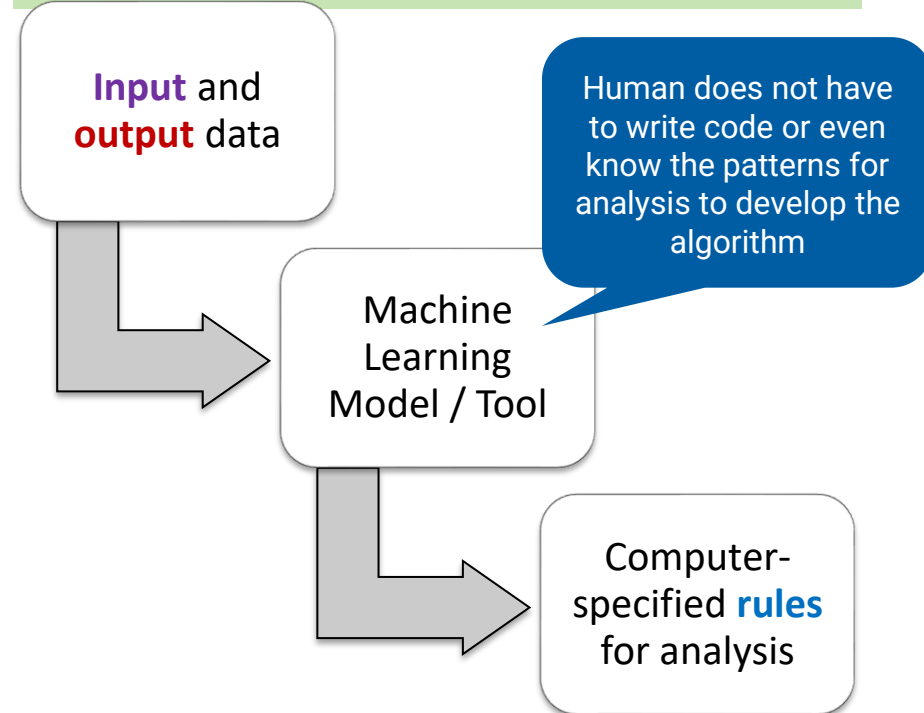 Input and
output data
Human does not have
to write code or even
know the patterns for
analysis to develop the
algorithm
Machine
Learning
Model / Tool
Computer-
specified rules
for analysis